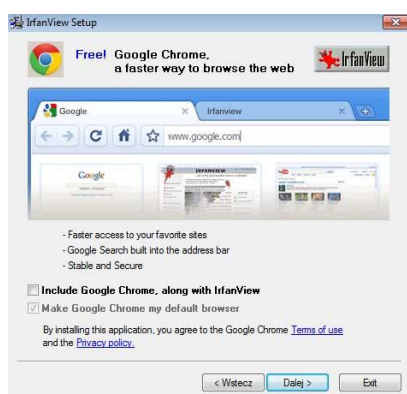 IrfanView Setup
Free! Google Chrome,
a faster way to browse the web
IrfanView
Google
Irfanview
www.google.com
Google
IRFANVIEW
- Faster access to your favorite sites
- Google Search built into the address bar
- Stable and Secure
Include Google Chrome, along with IrfanView
Make Google Chrome my default browser
By installing this application, you agree to the Google Chrome Terms of use
and the Privacy policy.
< Wstecz
Dalej >
Exit